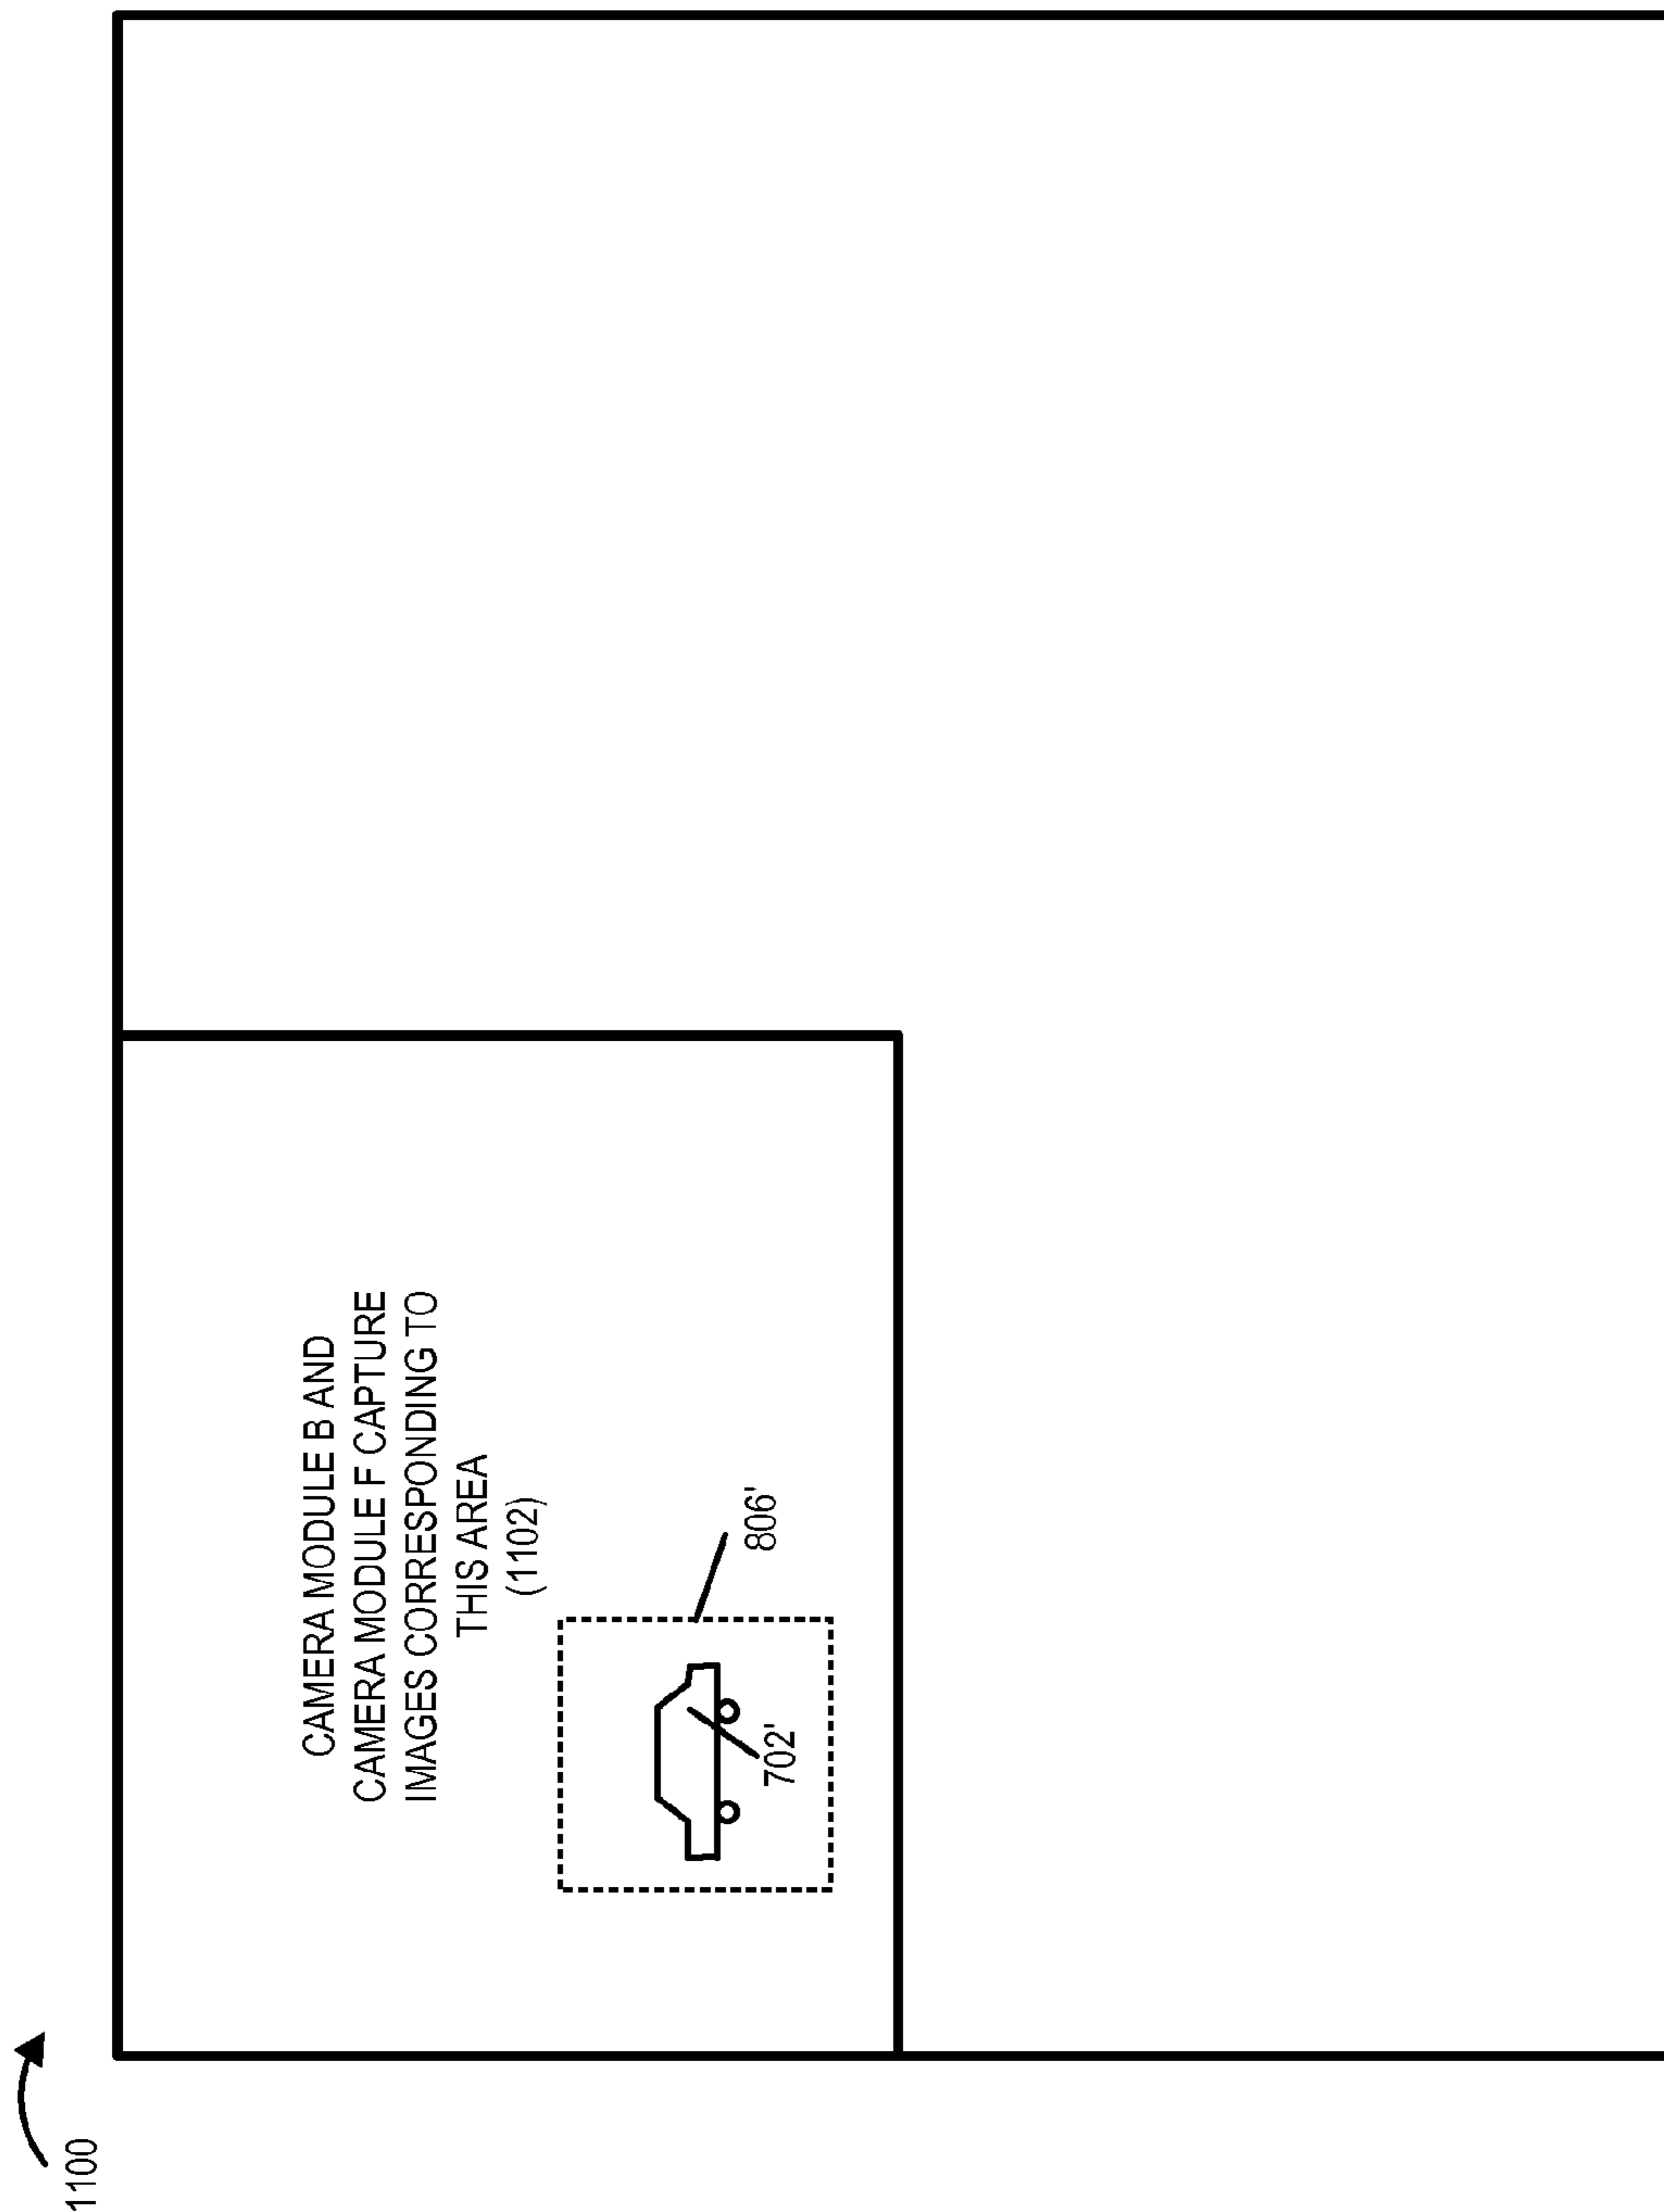 1100
CAMERA MODULE B AND
CAMERA MODULE F CAPTURE
IMAGES CORRESPONDING TO
THIS AREA
(1102)
806'
702'